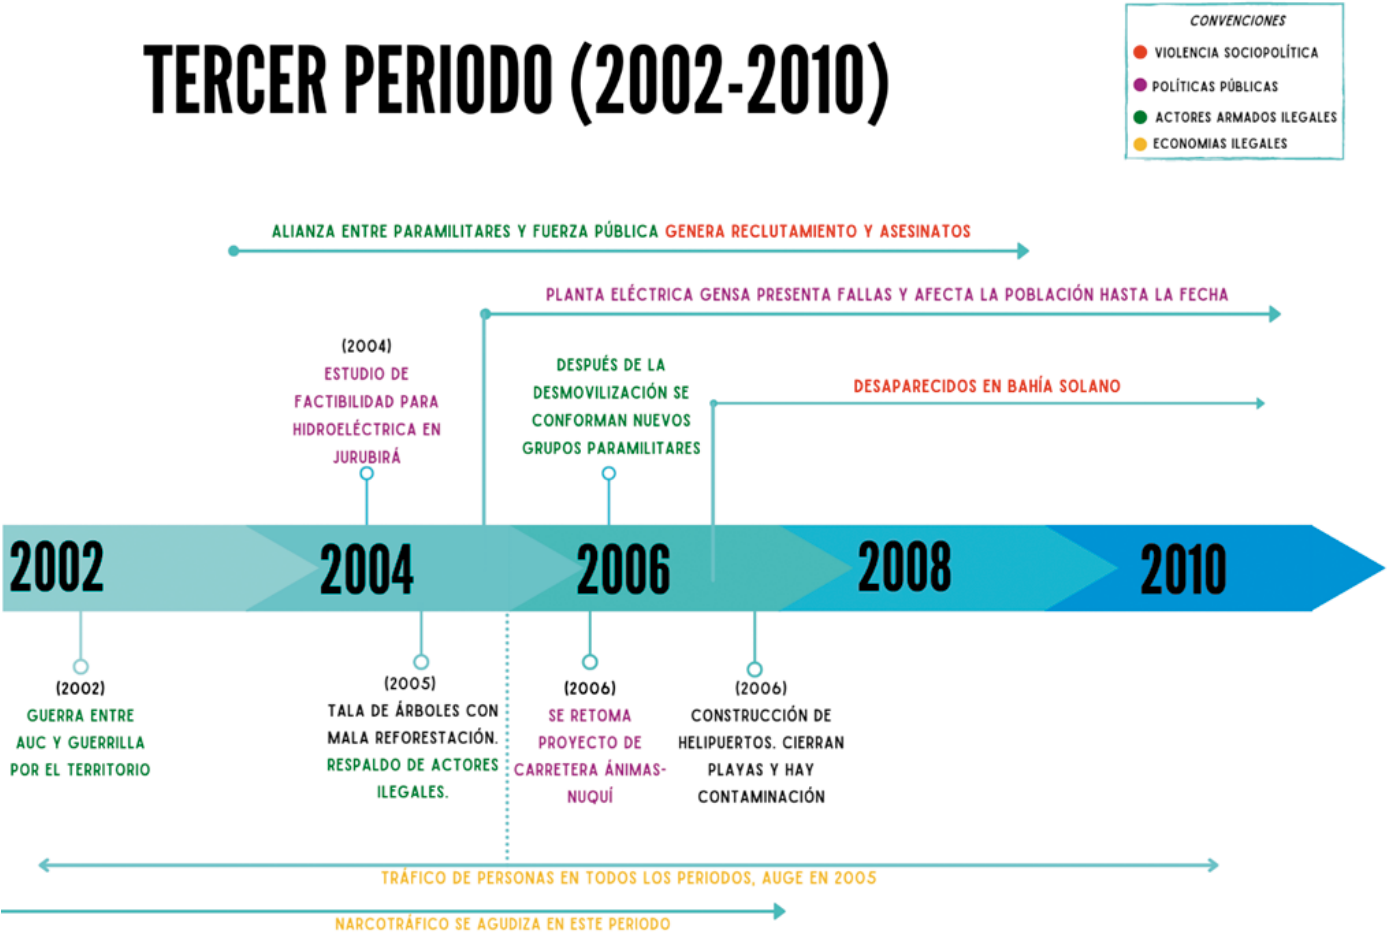 TERCER PERIODO (2002-2010)
CONVENCIONES
VIOLENCIA SOCIOPOLÍTICA
POLÍTICAS PÚBLICAS
ACTORES ARMADOS ILEGALES
ECONOMIAS ILEGALES
ALIANZA ENTRE PARAMILITARES Y FUERZA PÚBLICA GENERA RECLUTAMIENTO Y ASESINATOS
PLANTA ELÉCTRICA GENSA PRESENTA FALLAS Y AFECTA LA POBLACIÓN HASTA LA FECHA
(2004)
ESTUDIO DE
FACTIBILIDAD PARA
HIDROELÉCTRICA EN
JURUBIRÁ
DESPUÉS DE LA
DESMOVILIZACIÓN SE
CONFORMAN NUEVOS
GRUPOS PARAMILITARES
DESAPARECIDOS EN BAHÍA SOLANO
2002
2004
2006
2008
2010
(2002)
GUERRA ENTRE
AUC Y GUERRILLA
POR EL TERRITORIO
(2005)
TALA DE ÁRBOLES CON
MALA REFORESTACIÓN.
RESPALDO DE ACTORES
ILEGALES.
(2006)
SE RETOMA
PROYECTO DE
CARRETERA ÁNIMAS-
NUQUÍ
(2006)
CONSTRUCCIÓN DE
HELIPUERTOS. CIERRAN
PLAYAS Y HAY
CONTAMINACIÓN
TRÁFICO DE PERSONAS EN TODOS LOS PERIODOS, AUGE EN 2005
NARCOTRÁFICO SE AGUDIZA EN ESTE PERIODO